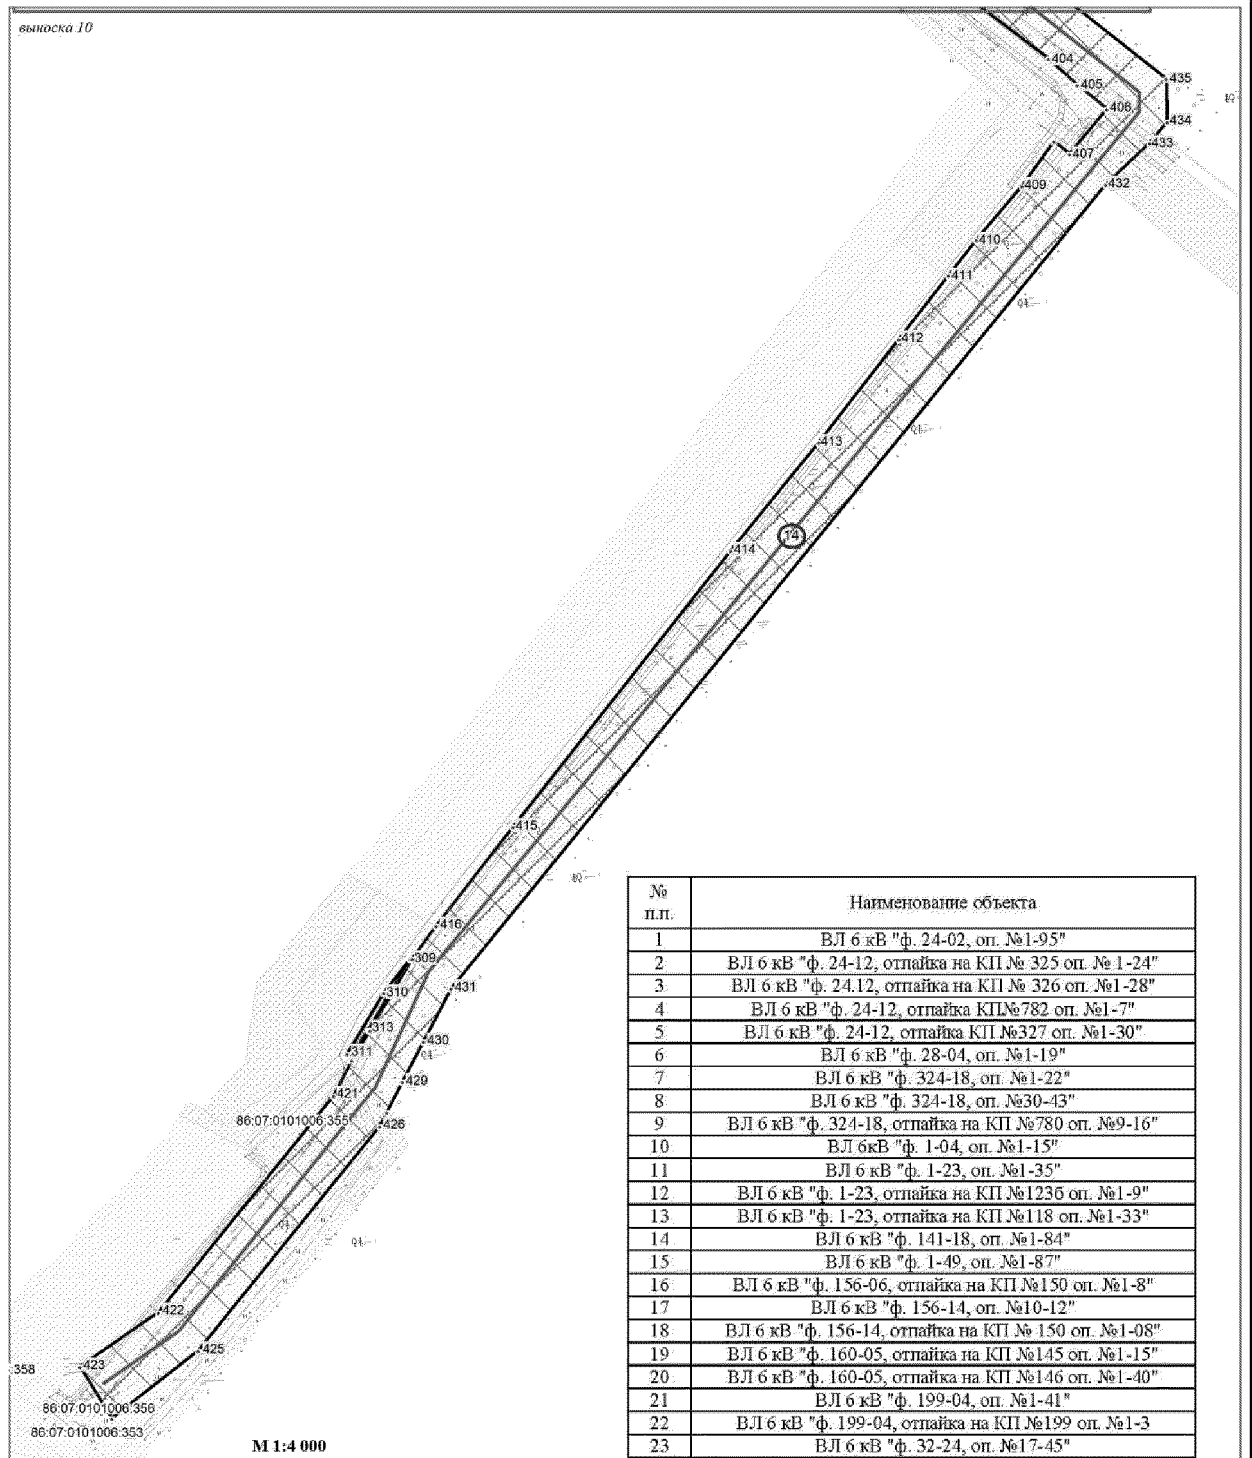 выноска 10
404
435
405
406
434
433
407
432
409
410
411
412
413
14
414
415
416
309
431
310
313
430
311
429
421
86:07:0101006:355
426
422
425
358
423
86:07:0101006:356
86:07:0101006:353
М 1:4 000
№ п.п. Наименование объекта
1 ВЛ 6 кВ "ф. 24-02, оп. №1-95"
2 ВЛ 6 кВ "ф. 24-12, отпайка на КП № 325 оп. № 1-24"
3 ВЛ 6 кВ "ф. 24.12, отпайка на КП № 326 оп. №1-28"
4 ВЛ 6 кВ "ф. 24-12, отпайка КП№782 оп. №1-7"
5 ВЛ 6 кВ "ф. 24-12, отпайка КП №327 оп. №1-30"
6 ВЛ 6 кВ "ф. 28-04, оп. №1-19"
7 ВЛ 6 кВ "ф. 324-18, оп. №1-22"
8 ВЛ 6 кВ "ф. 324-18, оп. №30-43"
9 ВЛ 6 кВ "ф. 324-18, отпайка на КП №780 оп. №9-16"
10 ВЛ 6кВ "ф. 1-04, оп. №1-15"
11 ВЛ 6 кВ "ф. 1-23, оп. №1-35"
12 ВЛ 6 кВ "ф. 1-23, отпайка на КП №123б оп. №1-9"
13 ВЛ 6 кВ "ф. 1-23, отпайка на КП №118 оп. №1-33"
14 ВЛ 6 кВ "ф. 141-18, оп. №1-84"
15 ВЛ 6 кВ "ф. 1-49, оп. №1-87"
16 ВЛ 6 кВ "ф. 156-06, отпайка на КП №150 оп. №1-8"
17 ВЛ 6 кВ "ф. 156-14, оп. №10-12"
18 ВЛ 6 кВ "ф. 156-14, отпайка на КП № 150 оп. №1-08"
19 ВЛ 6 кВ "ф. 160-05, отпайка на КП №145 оп. №1-15"
20 ВЛ 6 кВ "ф. 160-05, отпайка на КП №146 оп. №1-40"
21 ВЛ 6 кВ "ф. 199-04, оп. №1-41"
22 ВЛ 6 кВ "ф. 199-04, отпайка на КП №199 оп. №1-3
23 ВЛ 6 кВ "ф. 32-24, оп. №17-45"